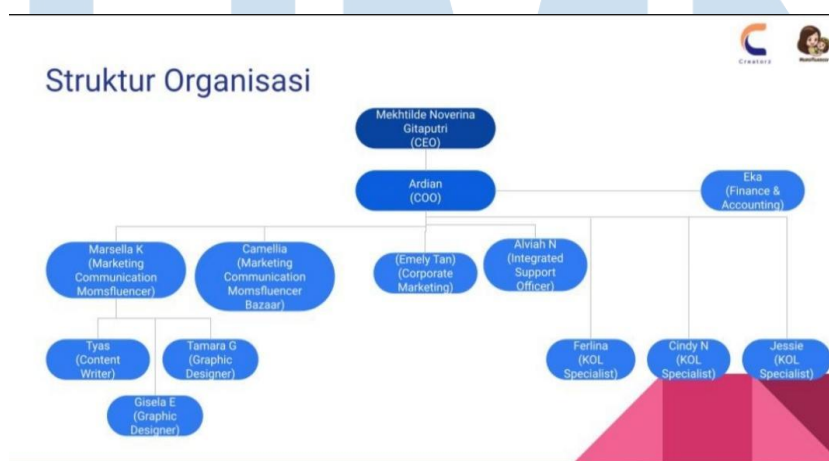 Creatorz
Momsfluencer
Struktur Organisasi
Mekhtilde Noverina
Gitaputri
(CEO)
Ardian
(COO)
Eka
(Finance &
Accounting)
Marsella K
(Marketing
Communication
Momsfluencer)
Camellia
(Marketing
Communication
Momsfluencer
Bazaar)
(Emely Tan)
(Corporate
Marketing)
Alviah N
(Integrated
Support
Officer)
Tyas
(Content
Writer)
Tamara G
(Graphic
Designer)
Gisela E
(Graphic
Designer)
Ferlina
(KOL
Specialist)
Cindy N
(KOL
Specialist)
Jessie
(KOL
Specialist)